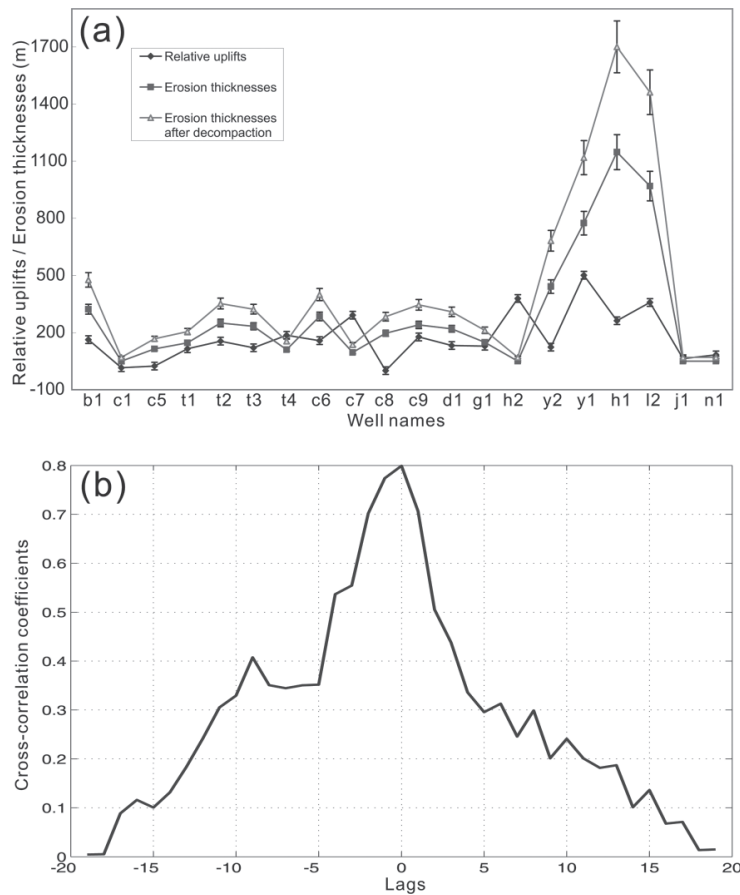 (a)
Relative uplifts / Erosion thicknesses (m)
1700
1400
1100
800
500
200
-100
Relative uplifts
Erosion thicknesses
Erosion thicknesses
after decompaction
b1 c1 c5 t1 t2 t3 t4 c6 c7 c8 c9 d1 g1 h2 y2 y1 h1 l2 j1 n1
Well names
(b)
Cross-correlation coefficients
0.8
0.7
0.6
0.5
0.4
0.3
0.2
0.1
0
-20 -15 -10 -5 0 5 10 15 20
Lags